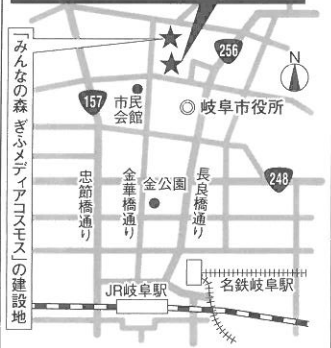 「みんなの森 ぎふメディアコスモス」の建設地
256
N
157
市民
会館
岐阜市役所
248
忠節橋通り
金華橋通り
金公園
長良橋通り
JR岐阜駅
名鉄岐阜駅